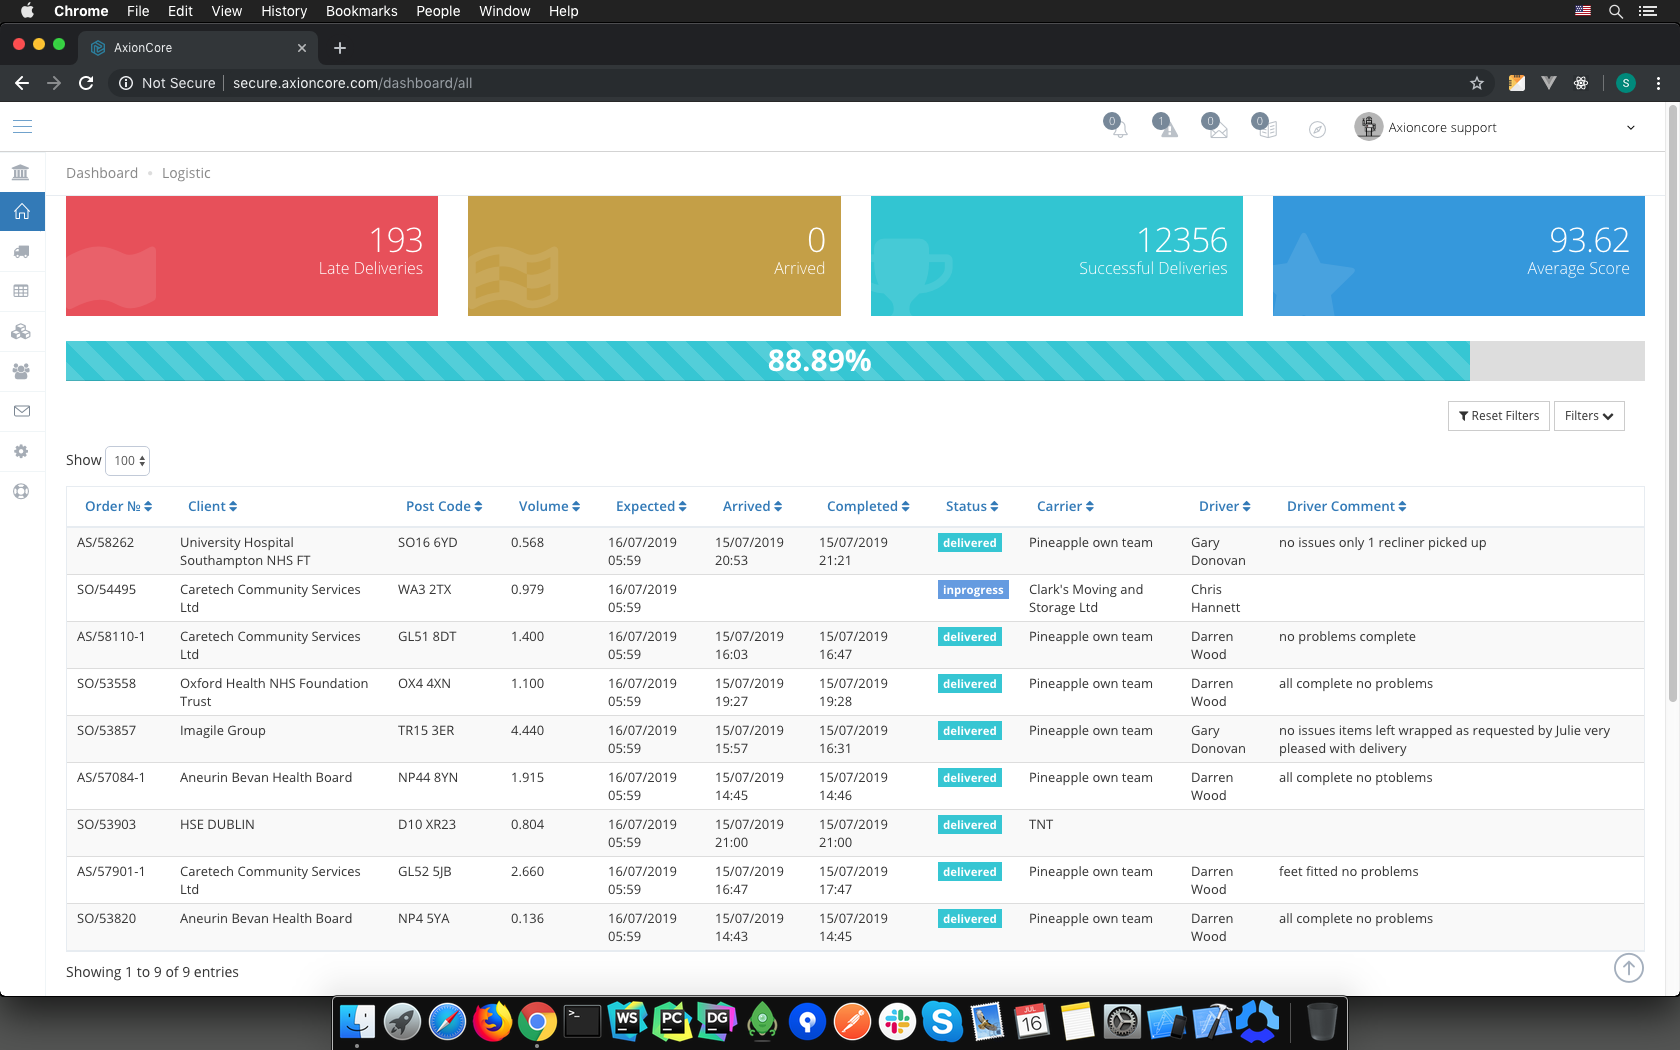 Chrome File Edit View History Bookmarks People Window Help
AxionCore
Not Secure secure.axioncore.com/dashboard/all S
0 1 0 0 Axioncore support
Dashboard Logistic
193
Late Deliveries
0
Arrived
12356
Successful Deliveries
93.62
Average Score
88.89%
Reset Filters Filters
Show 100
Order № Client Post Code Volume Expected Arrived Completed Status Carrier Driver Driver Comment
AS/58262 University Hospital SO16 6YD 0.568 16/07/2019 15/07/2019 15/07/2019 delivered Pineapple own team Gary no issues only 1 recliner picked up
Southampton NHS FT 05:59 20:53 21:21 Donovan
SO/54495 Caretech Community Services WA3 2TX 0.979 16/07/2019 inprogress Clark's Moving and Chris
Ltd 05:59 Storage Ltd Hannett
AS/58110-1 Caretech Community Services GL51 8DT 1.400 16/07/2019 15/07/2019 15/07/2019 delivered Pineapple own team Darren no problems complete
Ltd 05:59 16:03 16:47 Wood
SO/53558 Oxford Health NHS Foundation OX4 4XN 1.100 16/07/2019 15/07/2019 15/07/2019 delivered Pineapple own team Darren all complete no problems
Trust 05:59 19:27 19:28 Wood
SO/53857 Imagile Group TR15 3ER 4.440 16/07/2019 15/07/2019 15/07/2019 delivered Pineapple own team Gary no issues items left wrapped as requested by Julie very
05:59 15:57 16:31 Donovan pleased with delivery
AS/57084-1 Aneurin Bevan Health Board NP44 8YN 1.915 16/07/2019 15/07/2019 15/07/2019 delivered Pineapple own team Darren all complete no ptoblems
05:59 14:45 14:46 Wood
SO/53903 HSE DUBLIN D10 XR23 0.804 16/07/2019 15/07/2019 15/07/2019 delivered TNT
05:59 21:00 21:00
AS/57901-1 Caretech Community Services GL52 5JB 2.660 16/07/2019 15/07/2019 15/07/2019 delivered Pineapple own team Darren feet fitted no problems
Ltd 05:59 16:47 17:47 Wood
SO/53820 Aneurin Bevan Health Board NP4 5YA 0.136 16/07/2019 15/07/2019 15/07/2019 delivered Pineapple own team Darren all complete no problems
05:59 14:43 14:45 Wood
Showing 1 to 9 of 9 entries
>_ WS PC DG S JUL
16